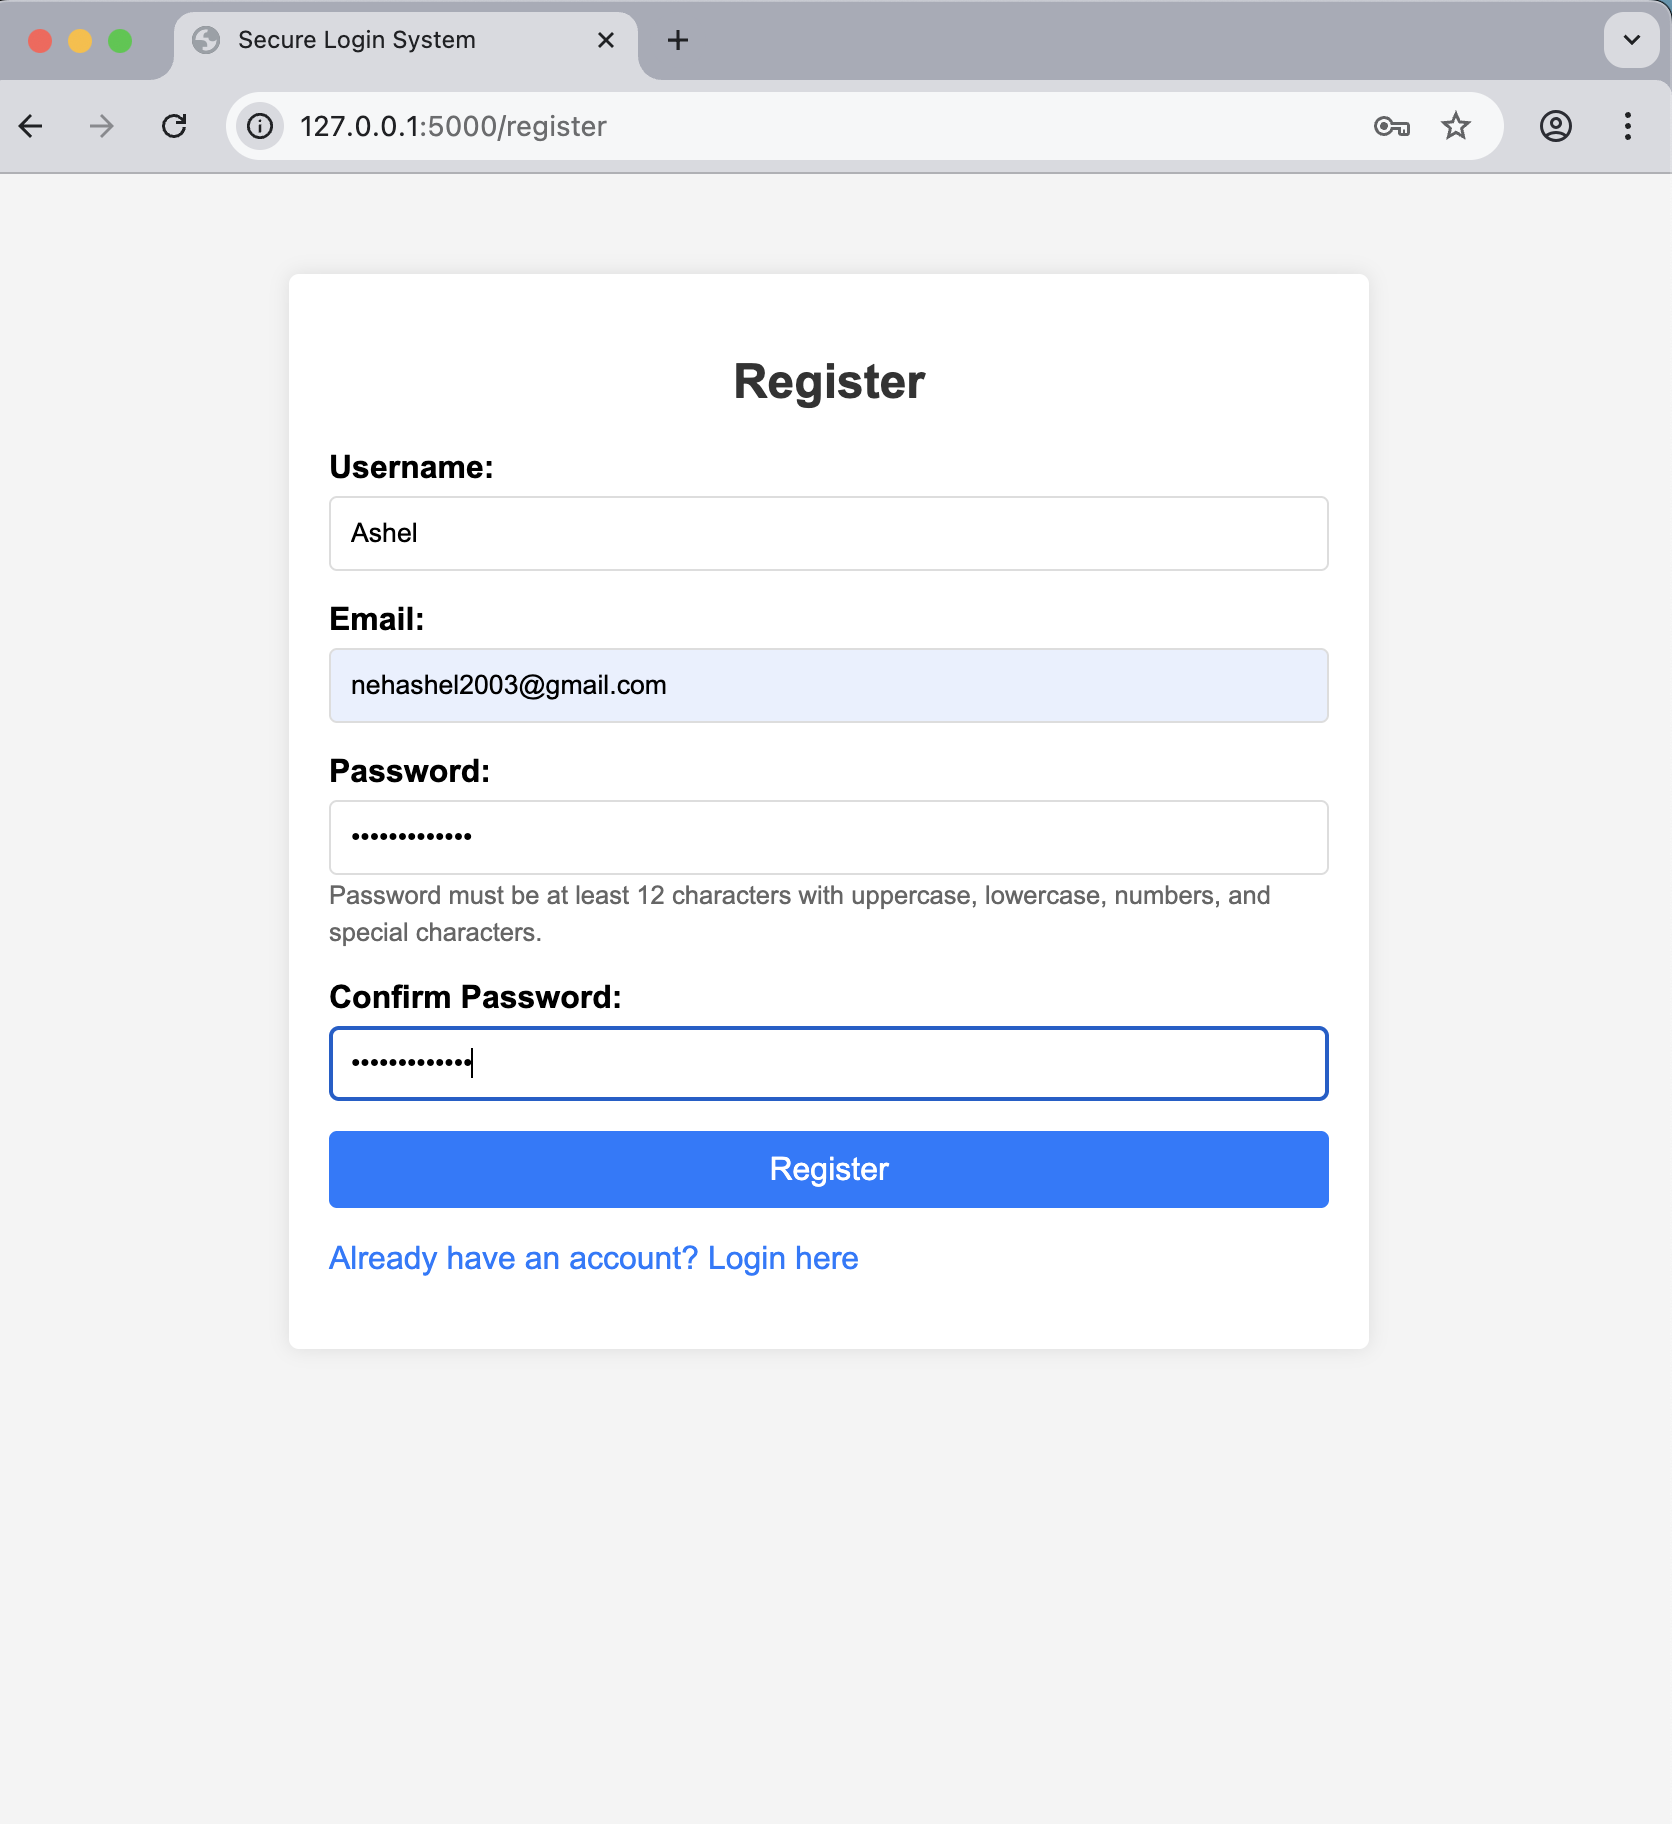 Secure Login System
127.0.0.1:5000/register
Register
Username:
Ashel
Email:
nehashel2003@gmail.com
Password:
•••••••••••••
Password must be at least 12 characters with uppercase, lowercase, numbers, and
special characters.
Confirm Password:
•••••••••••••
Register
Already have an account? Login here